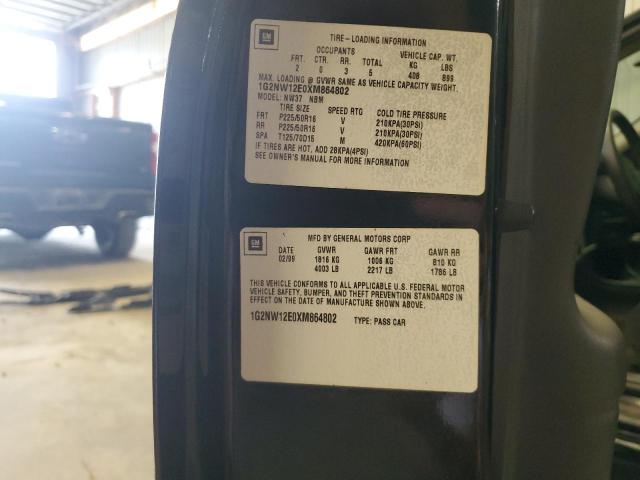 GM
TIRE-LOADING INFORMATION
OCCUPANTS VEHICLE CAP. WT.
FRT. CTR. RR. TOTAL KG LBS
2 0 3 5 408 899
MAX. LOADING @ GVWR SAME AS VEHICLE CAPACITY WEIGHT.
1G2NW12E0XM864802
MODEL: NW37 NBM
TIRE SIZE SPEED RTG COLD TIRE PRESSURE
FRT P225/50R16 V 210KPA(30PSI)
RR P225/50R16 V 210KPA(30PSI)
SPA T125/70D15 M 420KPA(60PSI)
IF TIRES ARE HOT, ADD 28KPA(4PSI)
SEE OWNER'S MANUAL FOR MORE INFORMATION
GM
MFD BY GENERAL MOTORS CORP
DATE GVWR GAWR FRT GAWR RR
02/99 1816 KG 1006 KG 810 KG
4003 LB 2217 LB 1786 LB
THIS VEHICLE CONFORMS TO ALL APPLICABLE U.S. FEDERAL MOTOR
VEHICLE SAFETY, BUMPER, AND THEFT PREVENTION STANDARDS IN
EFFECT ON THE DATE OF MANUFACTURE SHOWN ABOVE.
1G2NW12E0XM864802 TYPE: PASS CAR